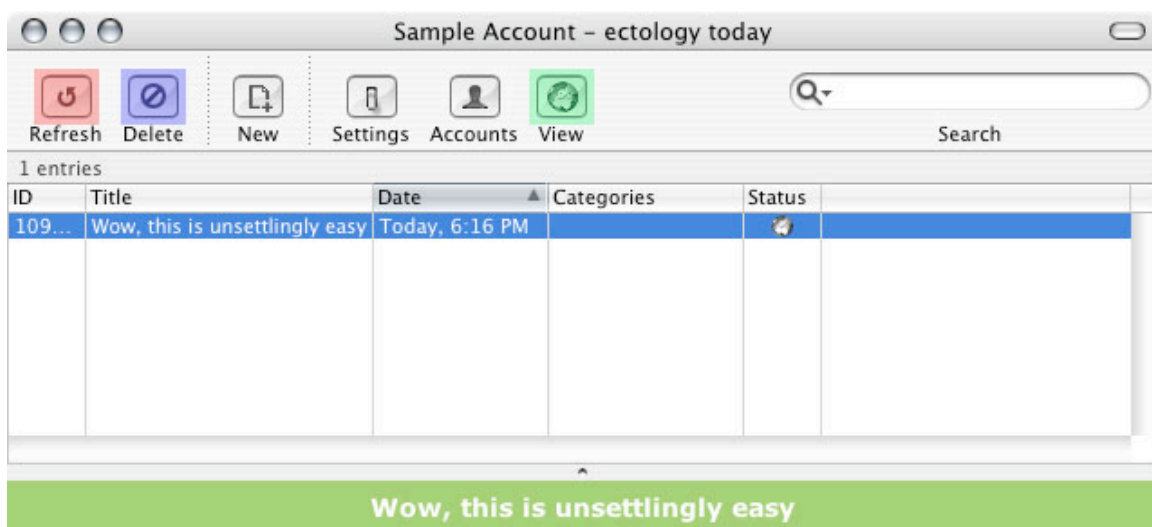 Sample Account – ectology today
Refresh Delete New Settings Accounts View Search
1 entries
ID Title Date Categories Status
109... Wow, this is unsettlingly easy Today, 6:16 PM
Wow, this is unsettlingly easy